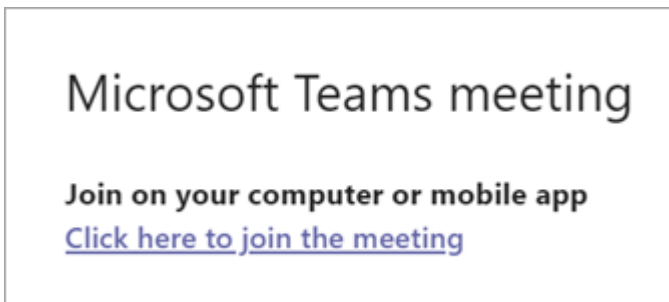 Microsoft Teams meeting
Join on your computer or mobile app
Click here to join the meeting